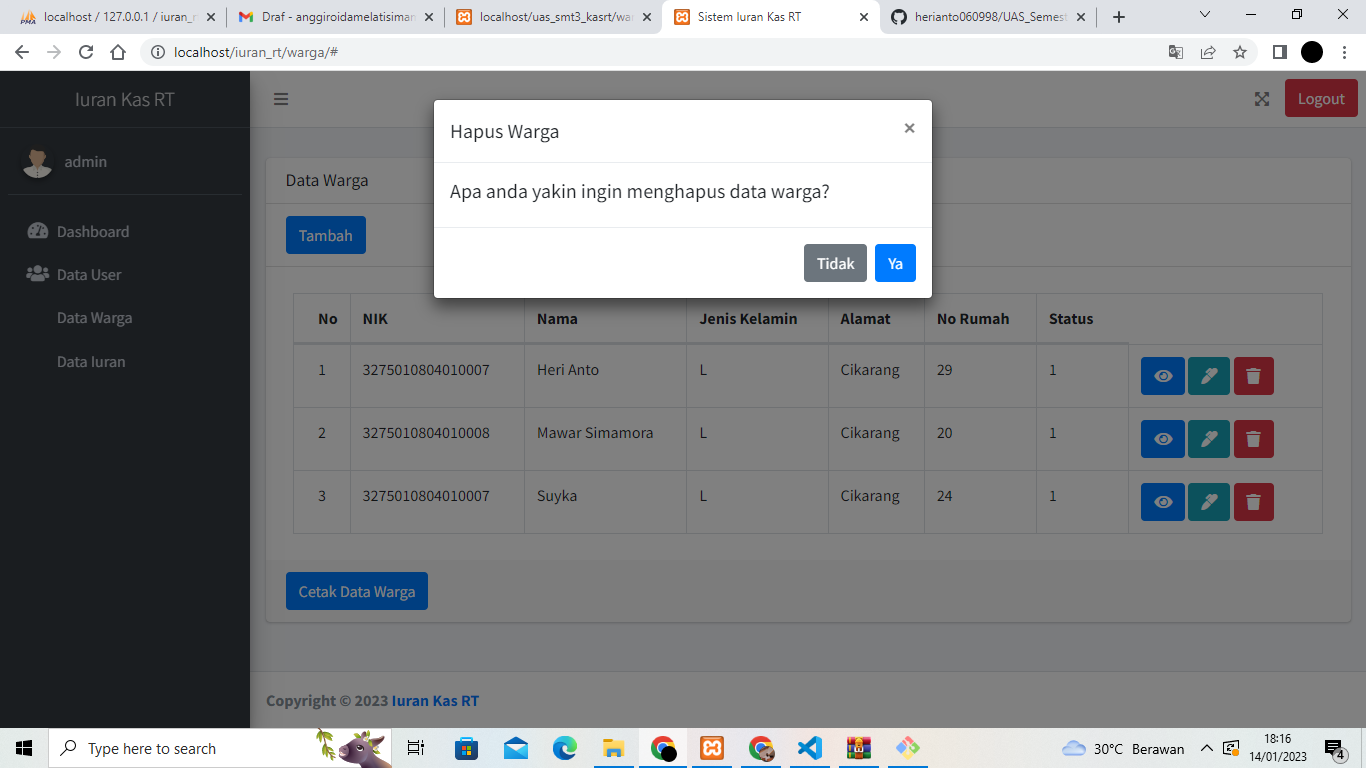 localhost / 127.0.0.1 / iuran_r
Draf - anggiroidamelatisiman
localhost/uas_smt3_kasrt/war
Sistem Iuran Kas RT
herianto060998/UAS_Semest
localhost/iuran_rt/warga/#
Iuran Kas RT
Logout
admin
Dashboard
Data User
Data Warga
Data Iuran
Hapus Warga
×
Apa anda yakin ingin menghapus data warga?
Tidak Ya
Data Warga
Tambah
No NIK Nama Jenis Kelamin Alamat No Rumah Status
1 3275010804010007 Heri Anto L Cikarang 29 1
2 3275010804010008 Mawar Simamora L Cikarang 20 1
3 3275010804010007 Suyka L Cikarang 24 1
Cetak Data Warga
Copyright © 2023 Iuran Kas RT
Type here to search
30°C Berawan
18:16
14/01/2023
4